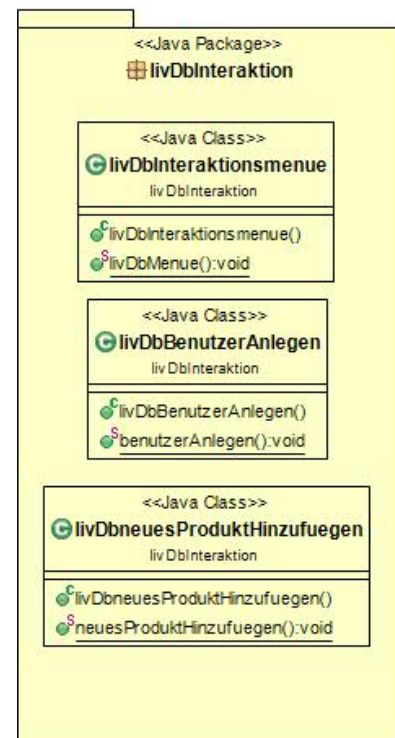 <<Java Package>>
livDbInteraktion
<<Java Class>>
livDbInteraktionsmenue
livDbInteraktion
livDbInteraktionsmenue()
livDbMenue():void
<<Java Class>>
livDbBenutzerAnlegen
livDbInteraktion
livDbBenutzerAnlegen()
benutzerAnlegen():void
<<Java Class>>
livDbneuesProduktHinzufuegen
livDbInteraktion
livDbneuesProduktHinzufuegen()
neuesProduktHinzufuegen():void